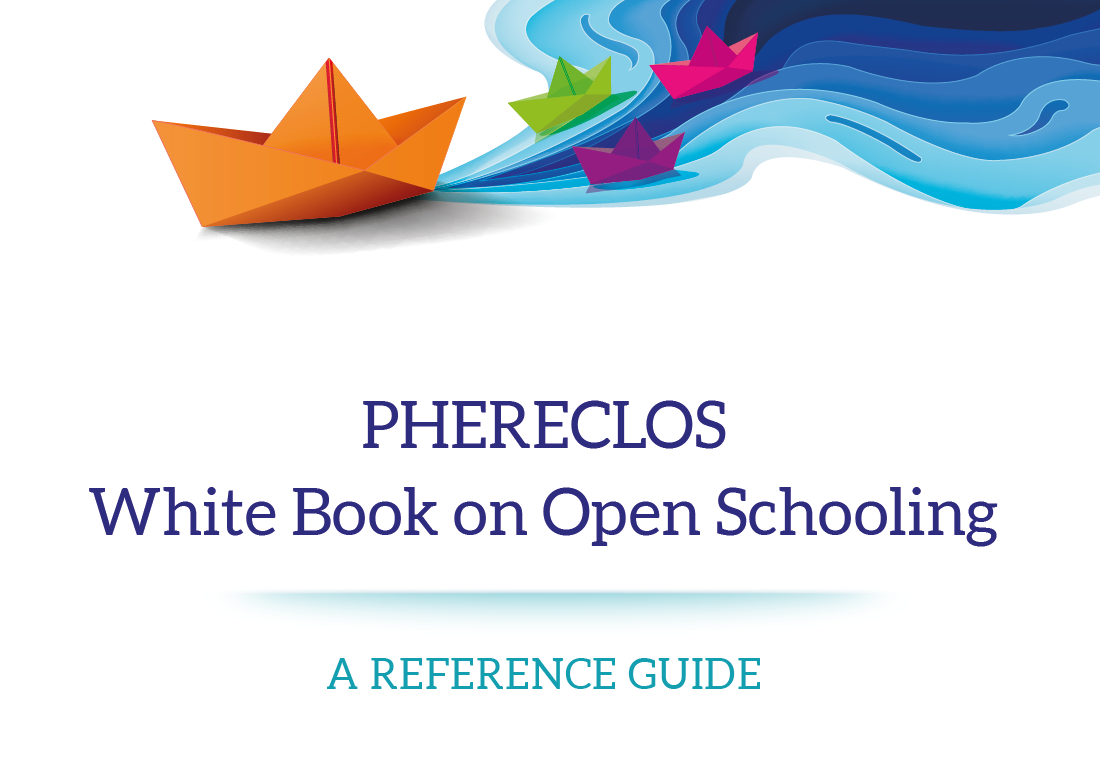 PHERECLOS
White Book on Open Schooling
A REFERENCE GUIDE